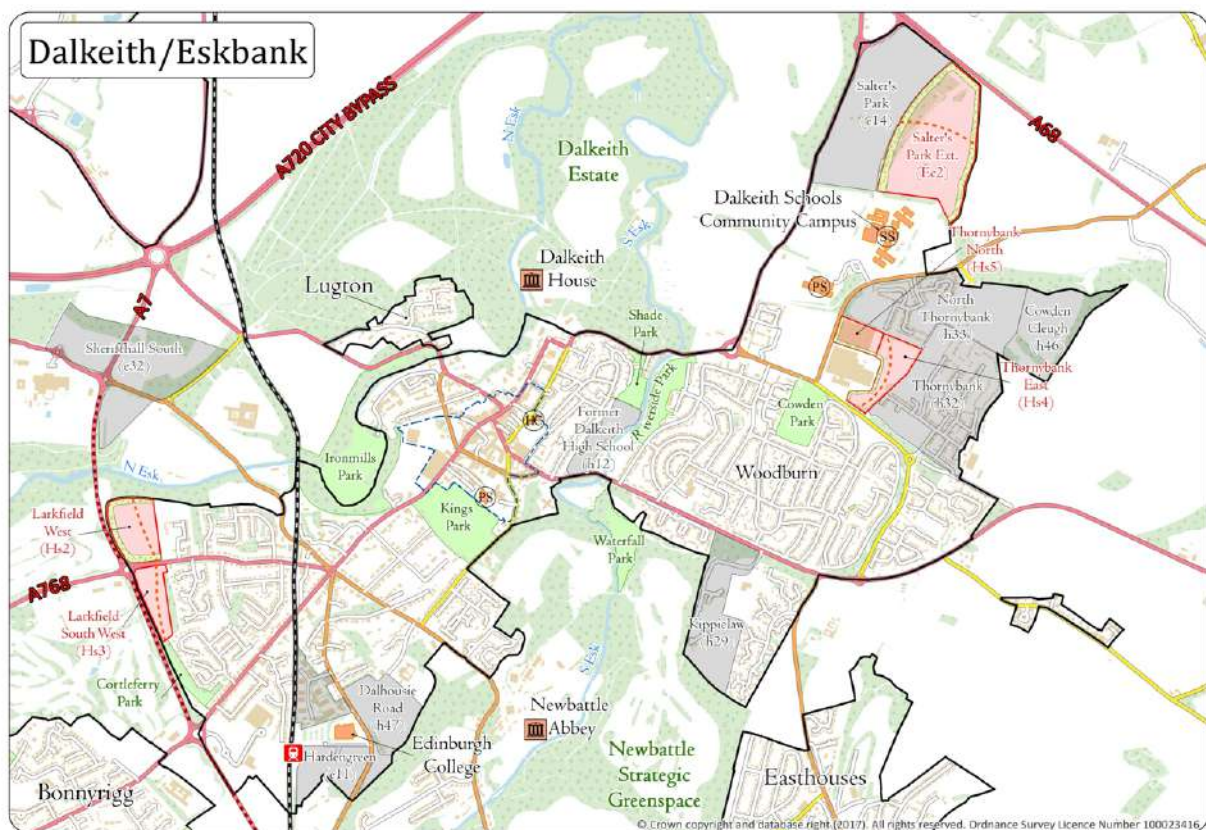 Dalkeith/Eskbank
A720 CITY BYPASS
N Esk
Dalkeith
Estate
S Esk
Salter's
Park
(e14)
Salter's
Park Ext.
(Ec2)
A68
Dalkeith Schools
Community Campus
SS
PS
Thornybank
North
(Hs5)
Dalkeith
House
Lugton
A7
Sheriffhall South
(e32)
Shade
Park
North
Thornybank
h33
Cowden
Cleugh
h46
Thornybank
East
(Hs4)
Thornybank
h32
Cowden
Park
Riverside Park
Former
Dalkeith
High School
(h12)
HC
Woodburn
Ironmills
Park
N Esk
PS
Kings
Park
Larkfield
West
(Hs2)
Waterfall
Park
A768
Larkfield
South West
(Hs3)
Kippielaw
h29
Cortleferry
Park
S Esk
Dalhousie
Road
h47
Newbattle
Abbey
Edinburgh
College
Hardengreen
e11
Newbattle
Strategic
Greenspace
Easthouses
Bonnyrigg
© Crown copyright and database right (2017). All rights reserved. Ordnance Survey Licence Number 100023416